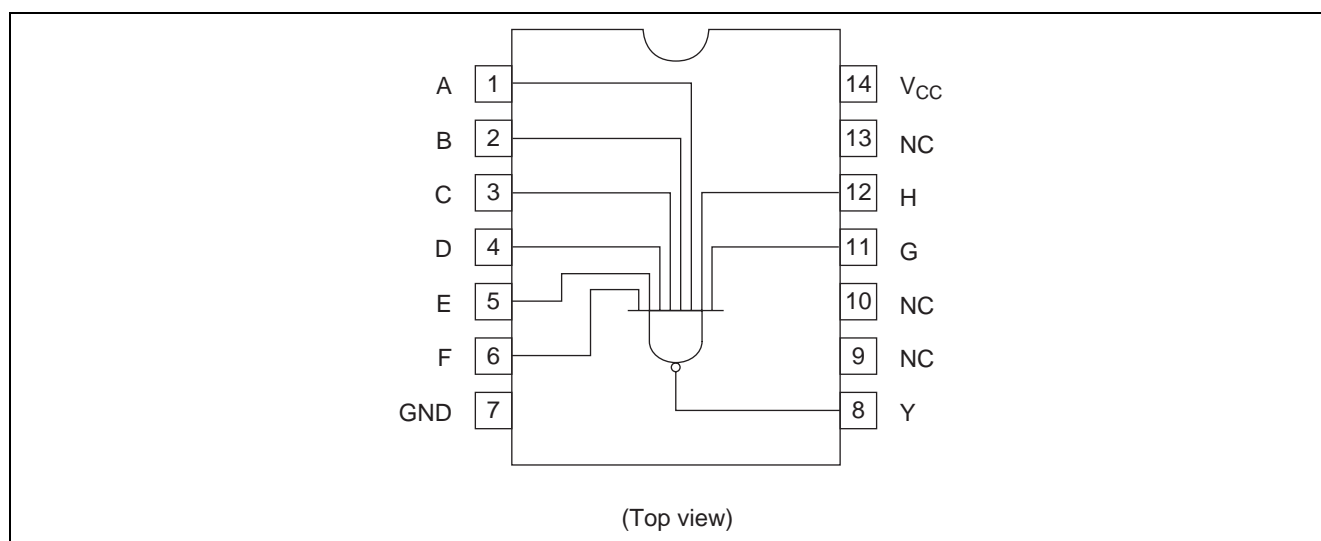 A 1 14 VCC
B 2 13 NC
C 3 12 H
D 4 11 G
E 5 10 NC
F 6 9 NC
GND 7 8 Y
(Top view)